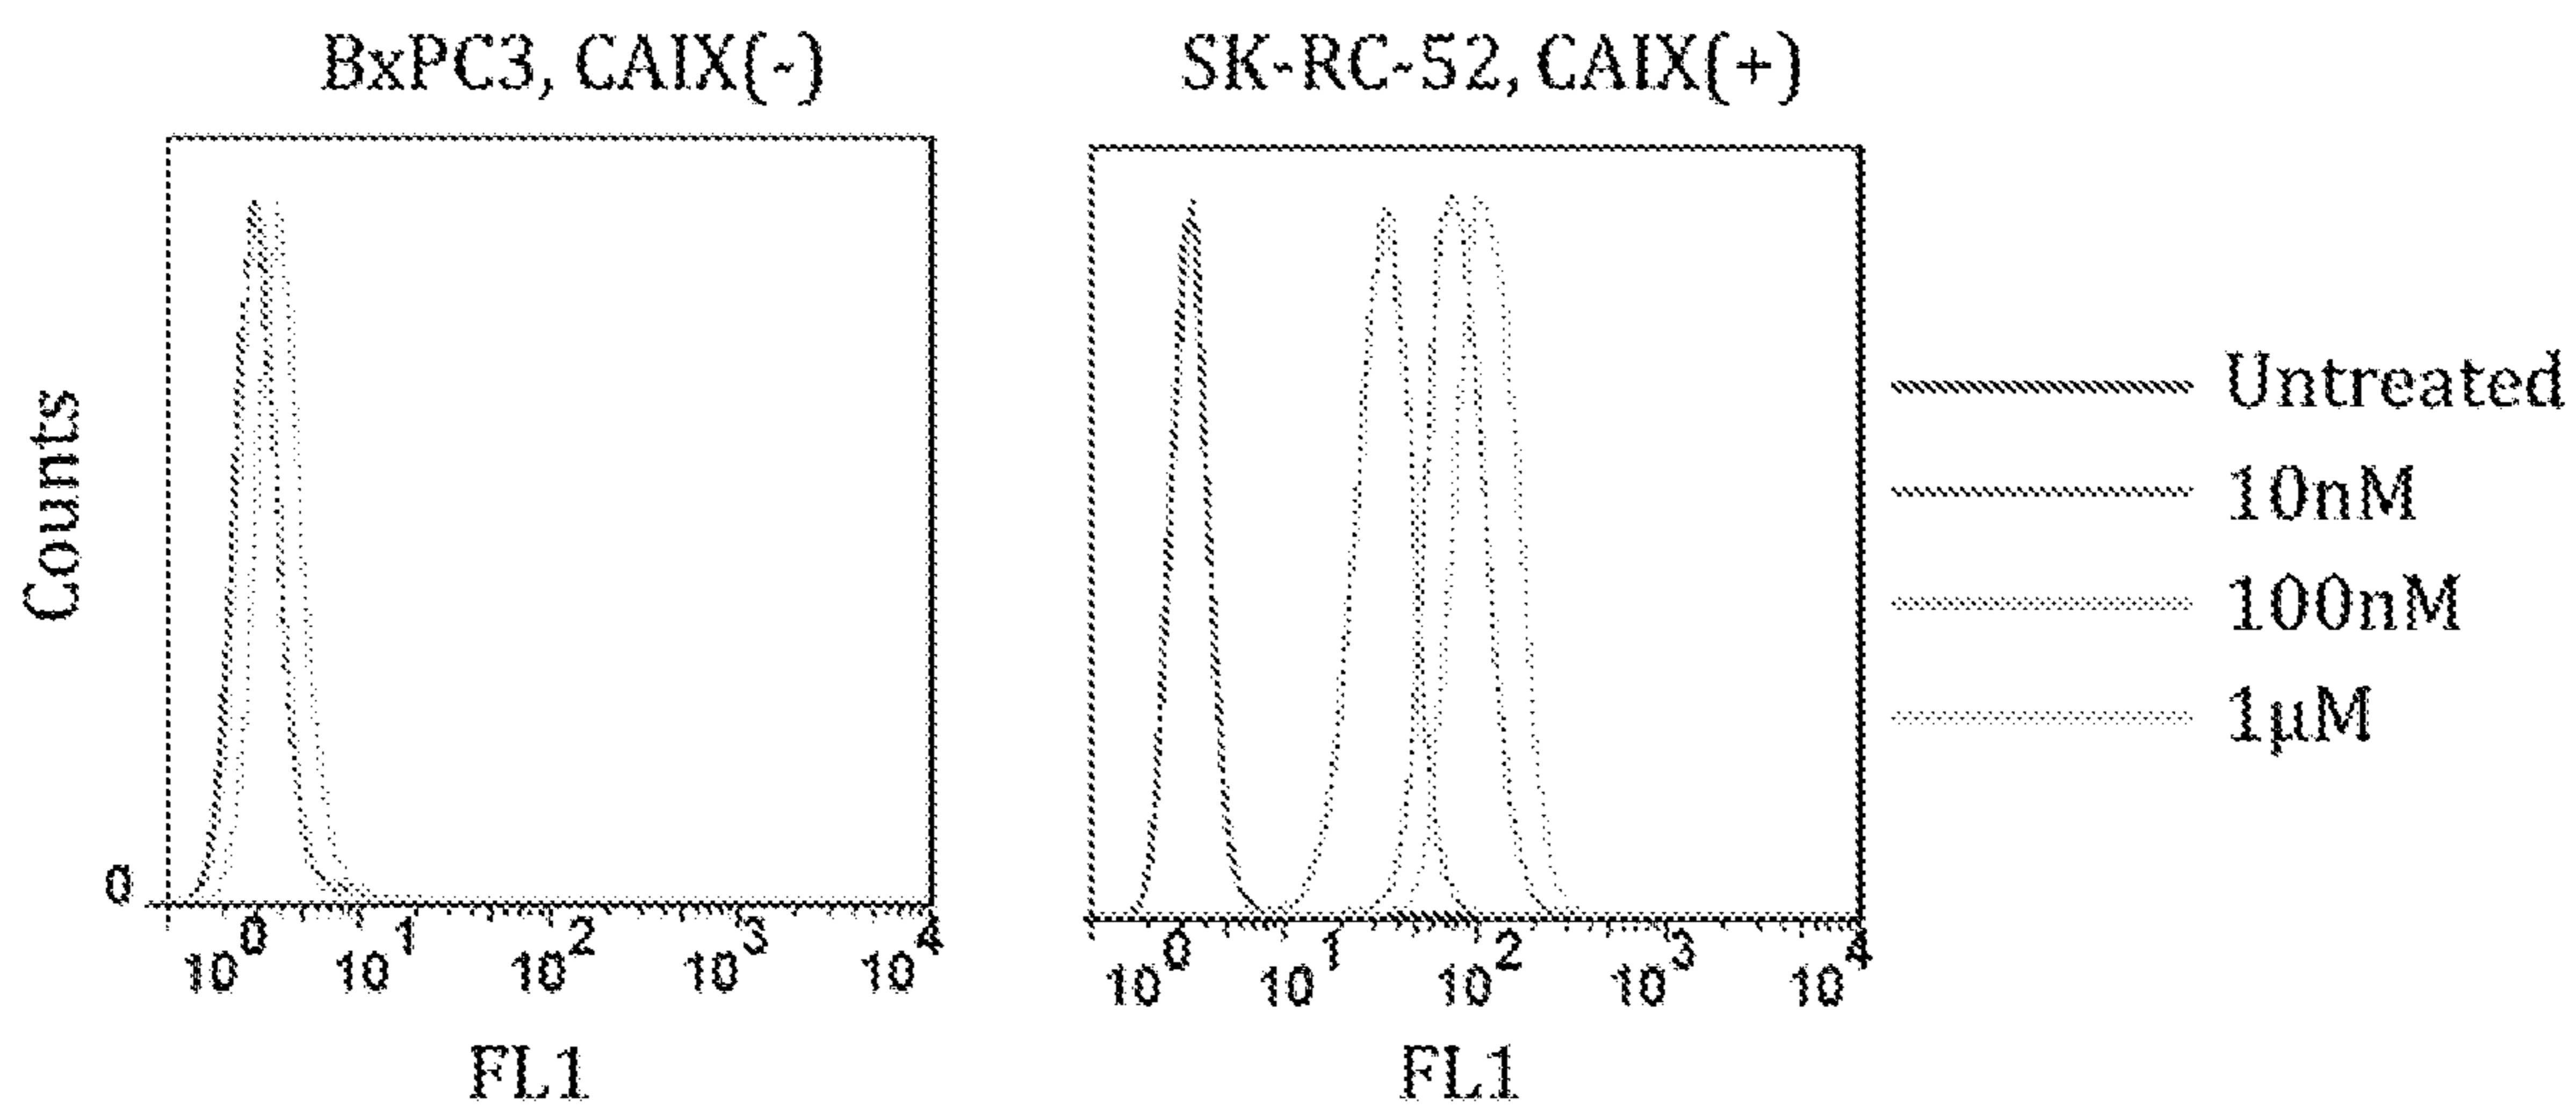 BxPC3, CAIX(-)
SK-RC-52, CAIX(+)
Counts
0
10^0 10^1 10^2 10^3 10^4
10^0 10^1 10^2 10^3 10^4
FL1
FL1
Untreated
10nM
100nM
1μM